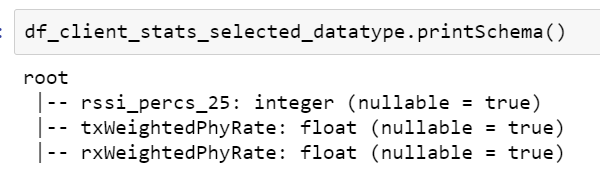 : df_client_stats_selected_datatype.printSchema()
root
|-- rssi_percs_25: integer (nullable = true)
|-- txWeightedPhyRate: float (nullable = true)
|-- rxWeightedPhyRate: float (nullable = true)